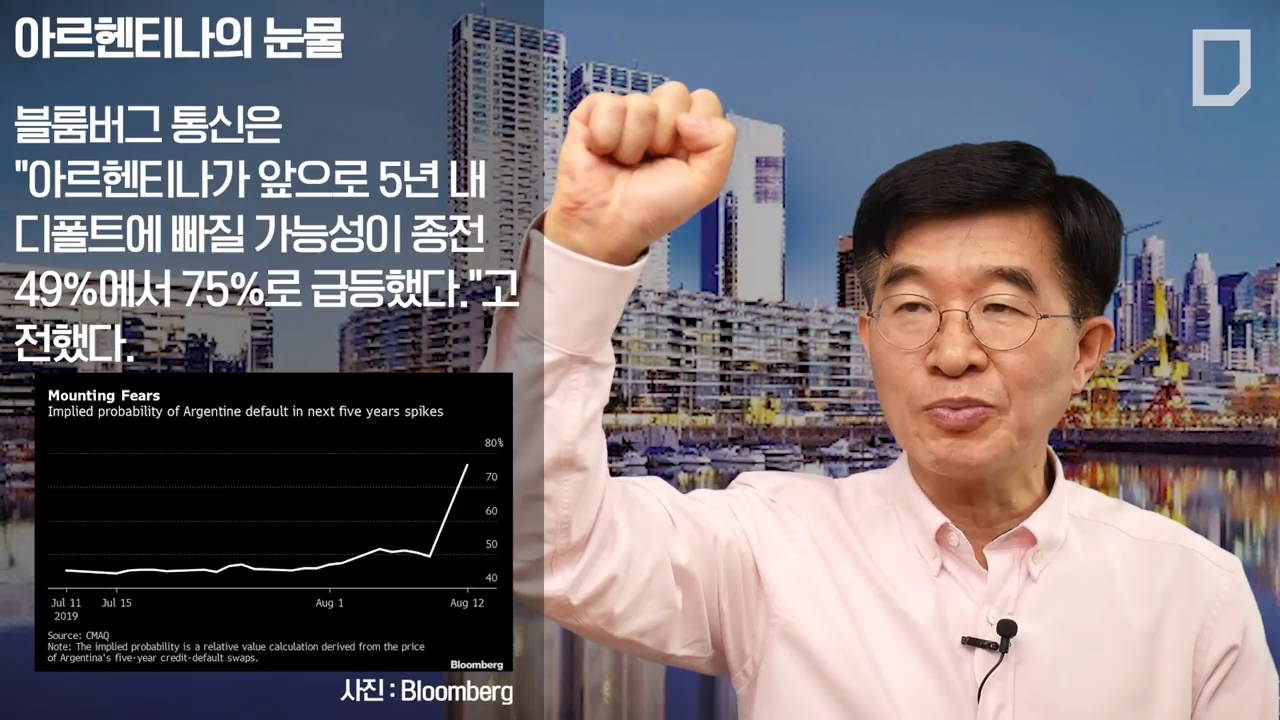 아르헨티나의 눈물
블룸버그 통신은
"아르헨티나가 앞으로 5년 내
디폴트에 빠질 가능성이 종전
49%에서 75%로 급등했다."고
전했다.
Mounting Fears
Implied probability of Argentine default in next five years spikes
80%
70
60
50
40
Jul 11 Jul 15 Aug 1 Aug 12
2019
Source: CMAQ
Note: The implied probability is a relative value calculation derived from the price
of Argentina's five-year credit-default swaps.
Bloomberg
사진 : Bloomberg